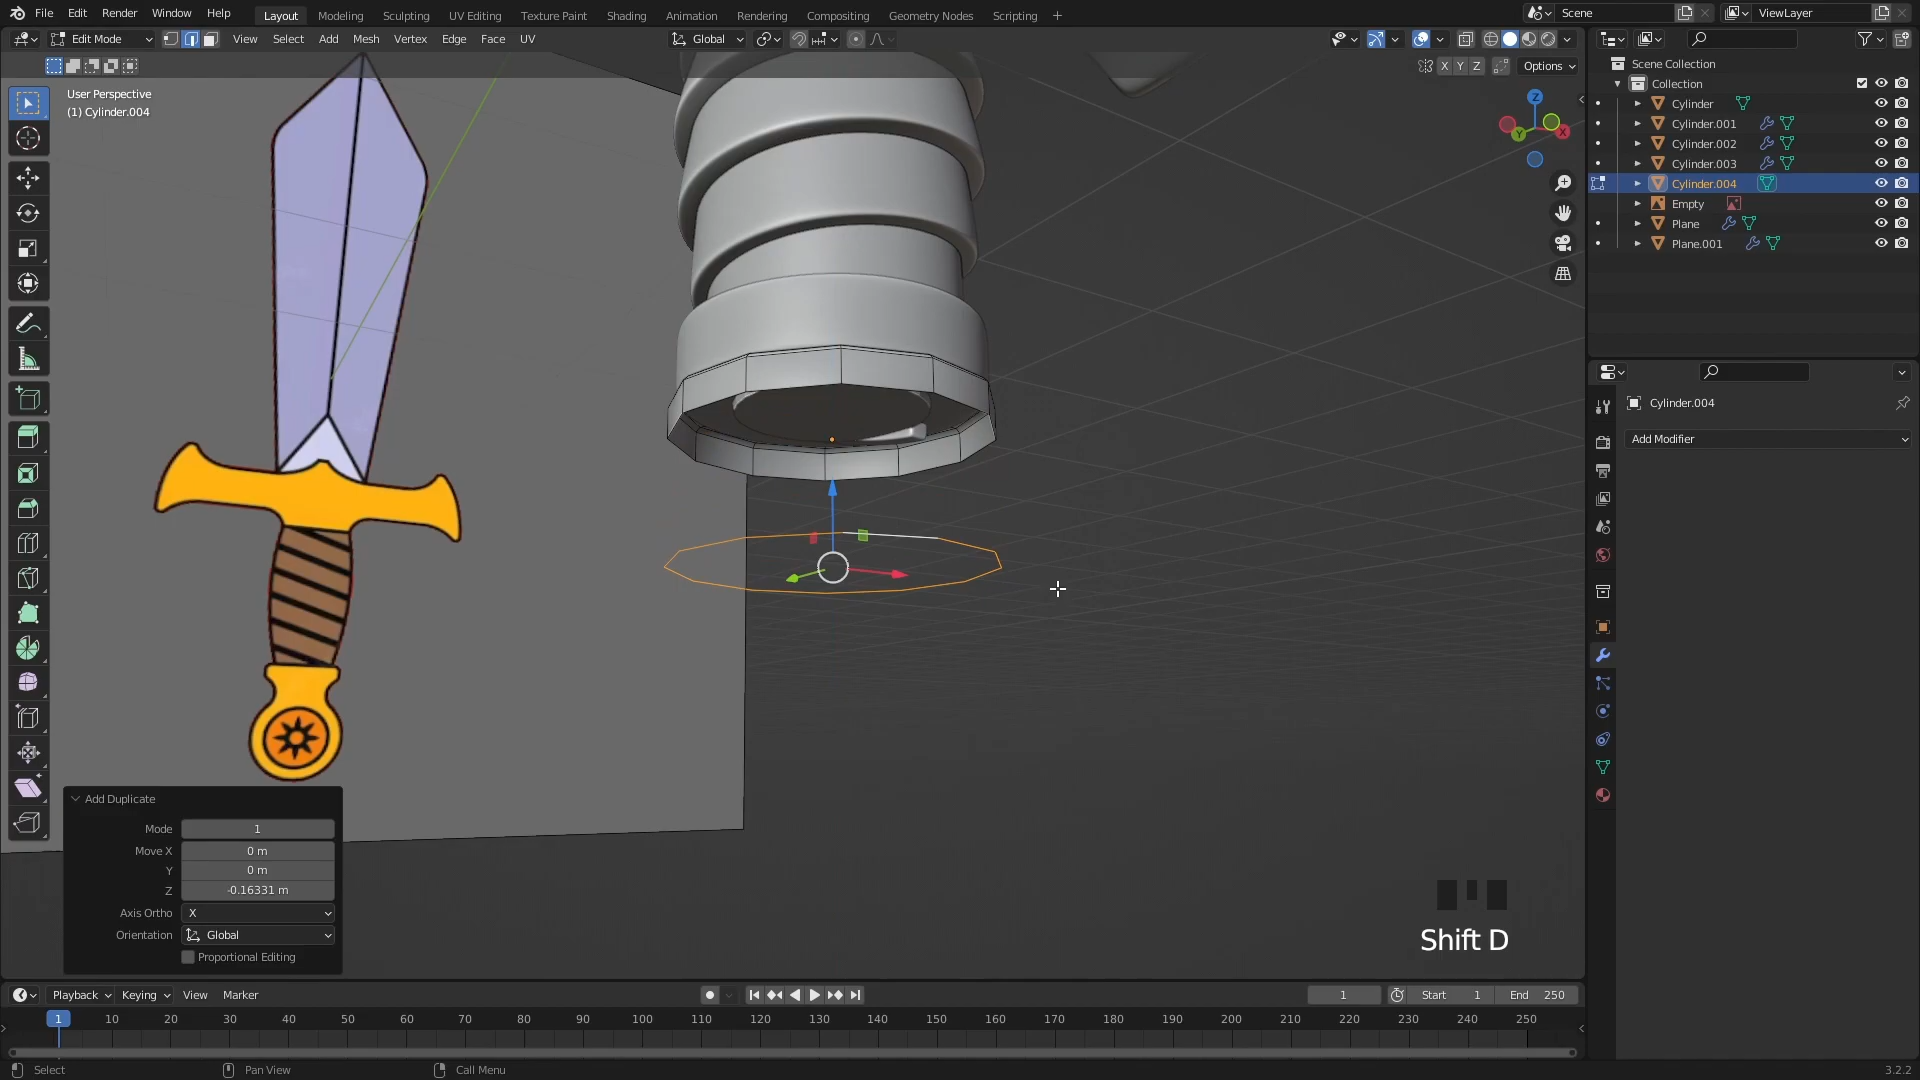 File Edit Render Window Help Layout Modeling Sculpting UV Editing Texture Paint Shading Animation Rendering Compositing Geometry Nodes Scripting + Scene ViewLayer
Edit Mode View Select Add Mesh Vertex Edge Face UV Global
X Y Z Options
User Perspective
(1) Cylinder.004
Z
Y
X
Scene Collection
Collection
Cylinder
Cylinder.001
Cylinder.002
Cylinder.003
Cylinder.004
Empty
Plane
Plane.001
Cylinder.004
Add Modifier
Add Duplicate
Mode 1
Move X 0 m
Y 0 m
Z -0.16331 m
Axis Ortho X
Orientation Global
Proportional Editing
Shift D
Playback Keying View Marker 1 Start 1 End 250
1 10 20 30 40 50 60 70 80 90 100 110 120 130 140 150 160 170 180 190 200 210 220 230 240 250
Select Pan View Call Menu 3.2.2